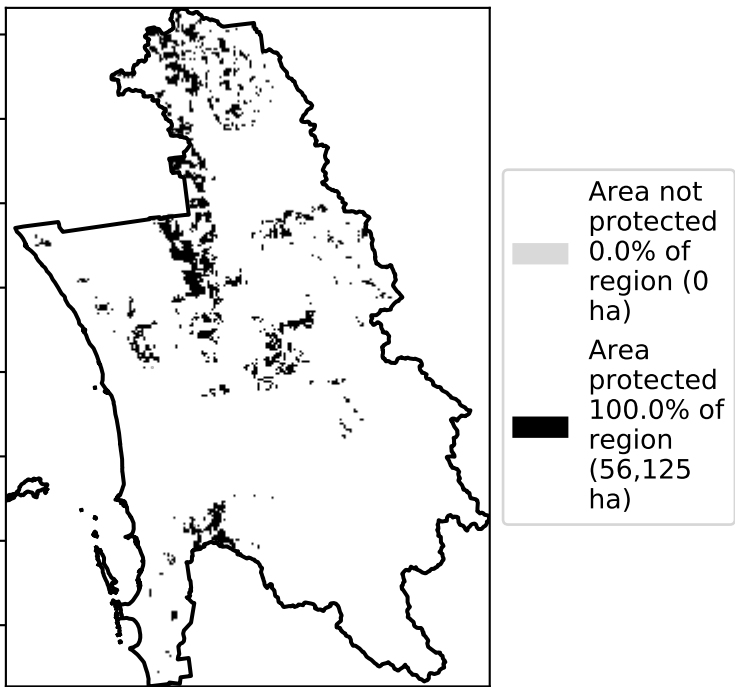 Area not
protected
0.0% of
region (0
ha)
Area
protected
100.0% of
region
(56,125
ha)